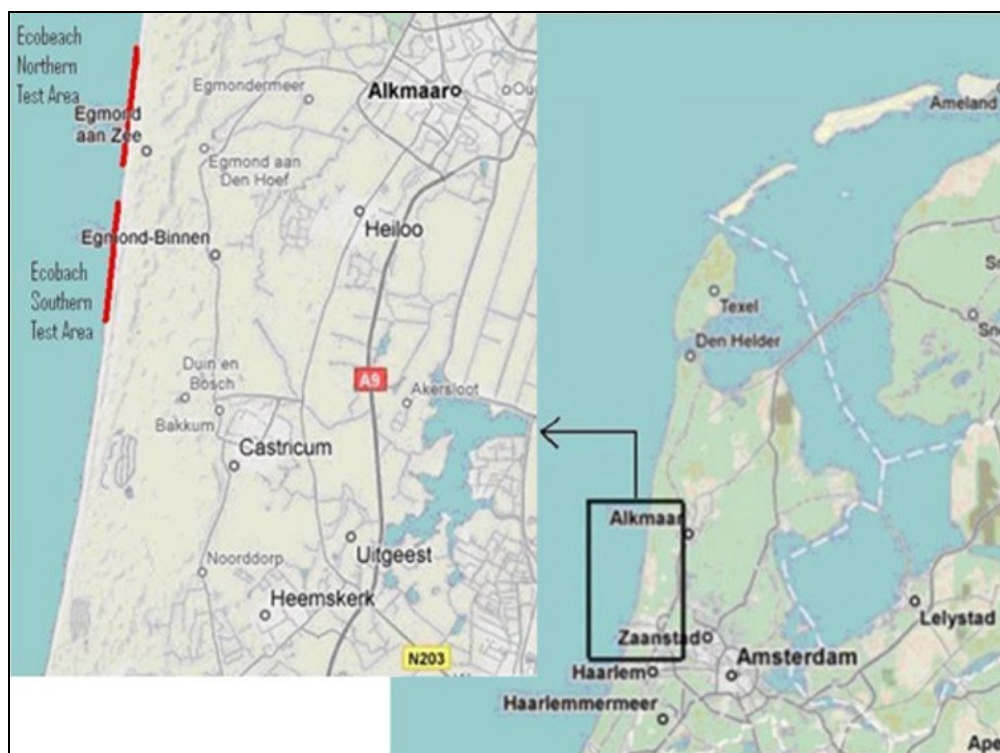 Ecobeach
Northern
Test Area
Egmond
aan Zee
Egmondermeer
Alkmaar
Ou
Egmond aan
Den Hoef
Heiloo
Egmond-Binnen
Ecobach
Southern
Test Area
Duin en
Bosch
A9
Akersloot
Bakkum
Castricum
Noorddorp
Uitgeest
Heemskerk
N203
Ameland
Texel
Den Helder
Alkmaar
Lelystad
Zaanstad
Amsterdam
Haarlem
Haarlemmermeer
Ape